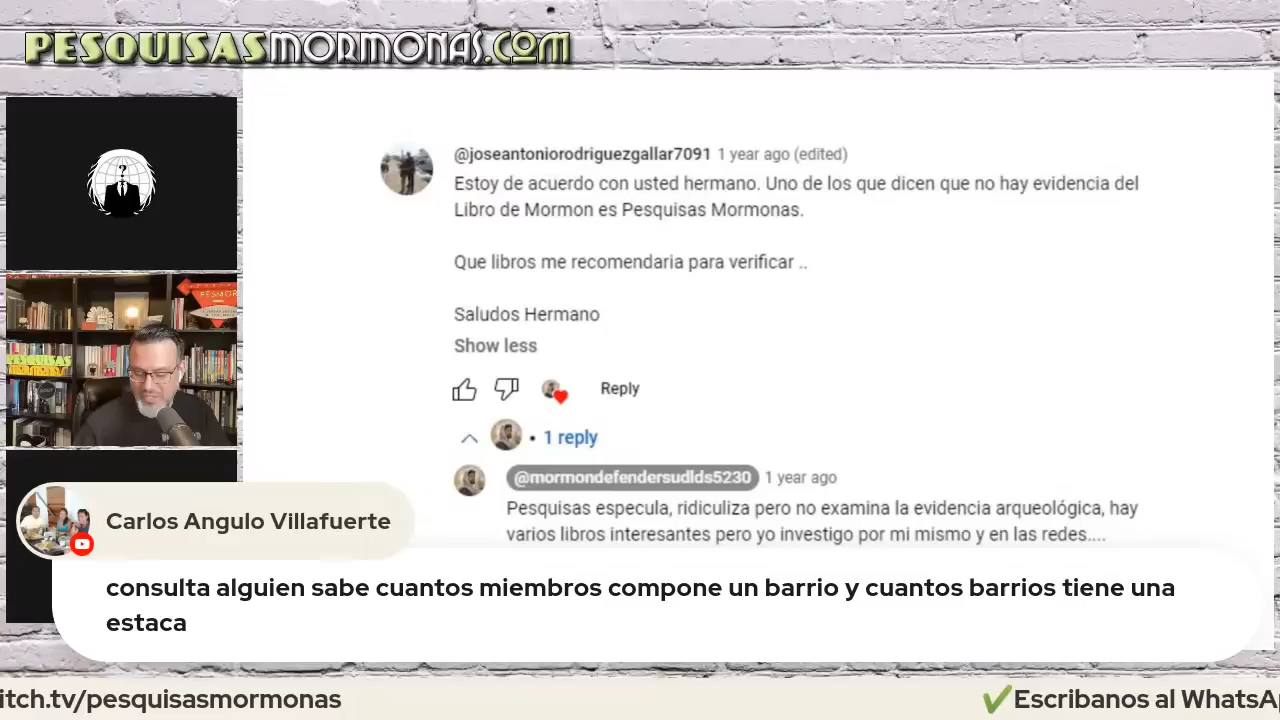 PESQUISASMORMONAS.COM
@joseantoniorodriguezgallar7091 1 year ago (edited)
Estoy de acuerdo con usted hermano. Uno de los que dicen que no hay evidencia del
Libro de Mormon es Pesquisas Mormonas.
Que libros me recomendaria para verificar ..
Saludos Hermano
Show less
Reply
• 1 reply
@mormondefendersudlds5230 1 year ago
Pesquisas especula, ridiculiza pero no examina la evidencia arqueológica, hay
varios libros interesantes pero yo investigo por mi mismo y en las redes....
Carlos Angulo Villafuerte
consulta alguien sabe cuantos miembros compone un barrio y cuantos barrios tiene una
estaca
itch.tv/pesquisasmormonas
✔Escribanos al WhatsAp